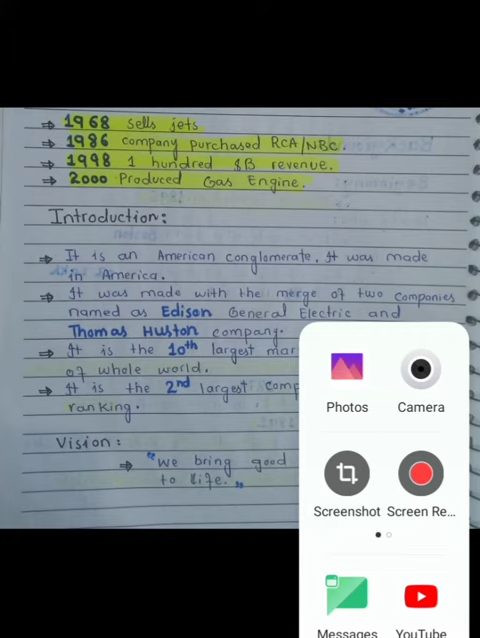 ⇒ 1968 sells jets
⇒ 1986 company purchased RCA/NBC.
⇒ 1998 1 hundred $B revenue.
⇒ 2000 Produced Gas Engine.
Introduction:
⇒ It is an American conglomerate. It was made
in America.
⇒ It was made with the merge of two companies
named as Edison General Electric and
Thomas Huston company.
⇒ It is the 10th largest
of whole world.
⇒ It is the 2nd largest
ranking.
Vision:
⇒ "we bring good
to life."
Photos
Camera
Screenshot
Screen Re...
Messages
YouTube